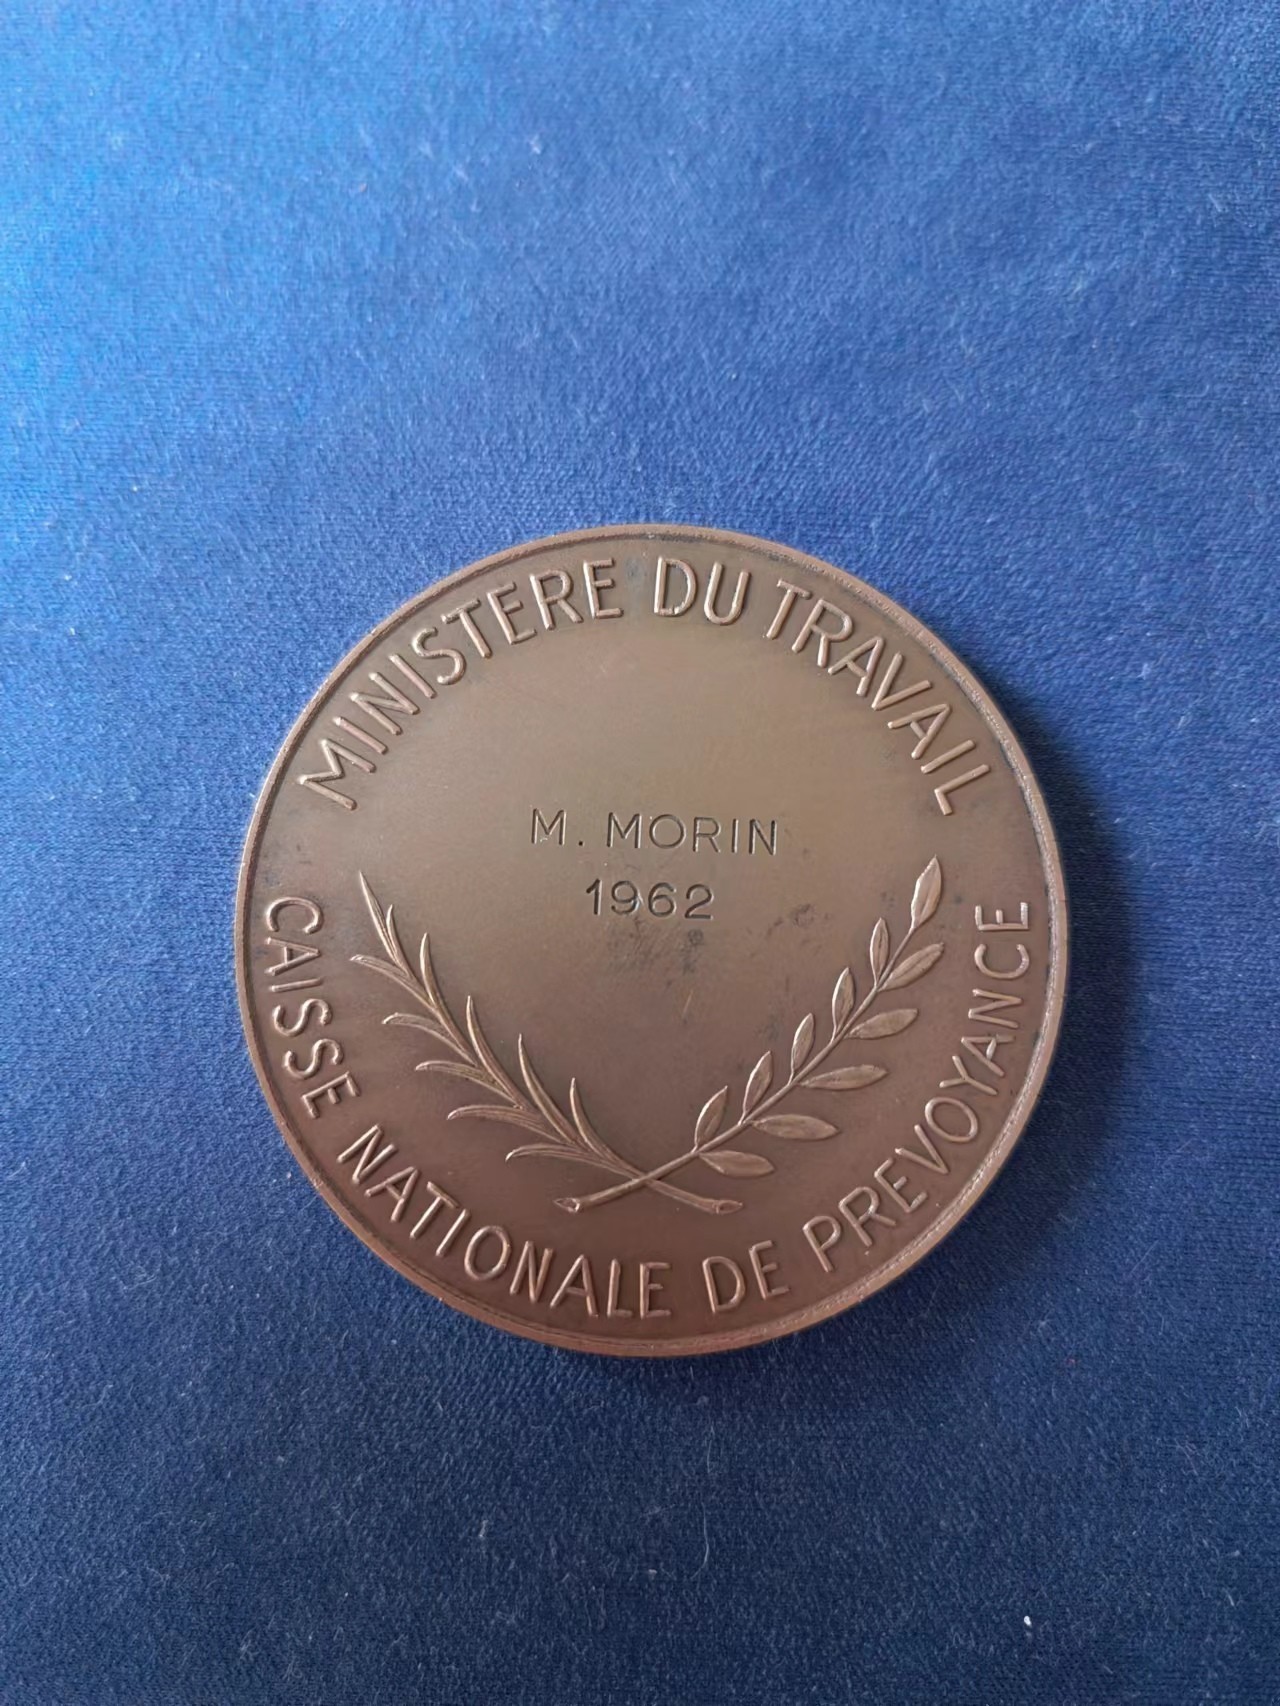 MINISTERE DU TRAVAIL
M. MORIN
1962
CAISSE NATIONALE DE PREVOYANCE